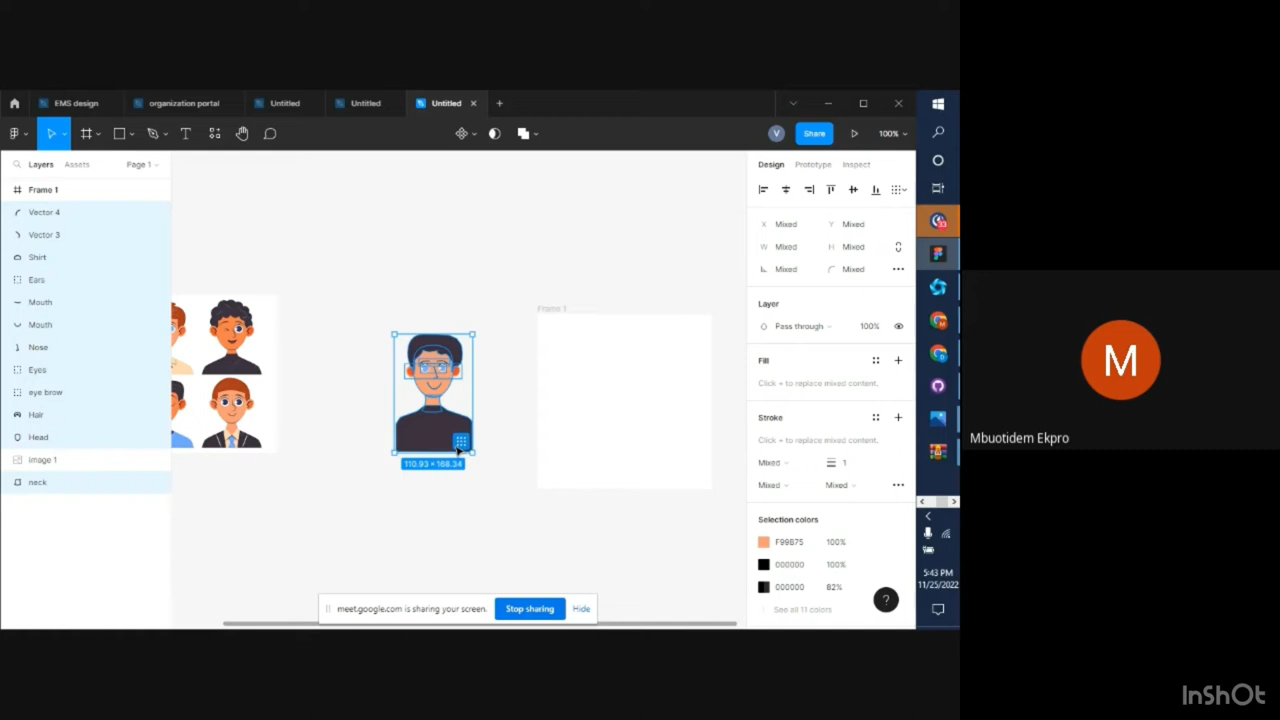 EMS design
organization portal
Untitled
Untitled
Untitled
V
Share
100%
Layers
Assets
Page 1
Design
Prototype
Inspect
Frame 1
Vector 4
Vector 3
Shirt
Ears
Mouth
Mouth
Nose
Eyes
eye brow
Hair
Head
Image 1
neck
Frame 1
110.93 × 168.34
X Mixed
Y Mixed
W Mixed
H Mixed
Mixed
Mixed
Layer
Pass through
100%
Fill
Click + to replace mixed content.
Stroke
Click + to replace mixed content.
Mixed
1
Mixed
Mixed
Selection colors
F99B75 100%
000000 100%
000000 82%
See all 11 colors
?
meet.google.com is sharing your screen.
Stop sharing
Hide
5:43 PM
11/25/2022
M
Mbuotidem Ekpro
InShOt